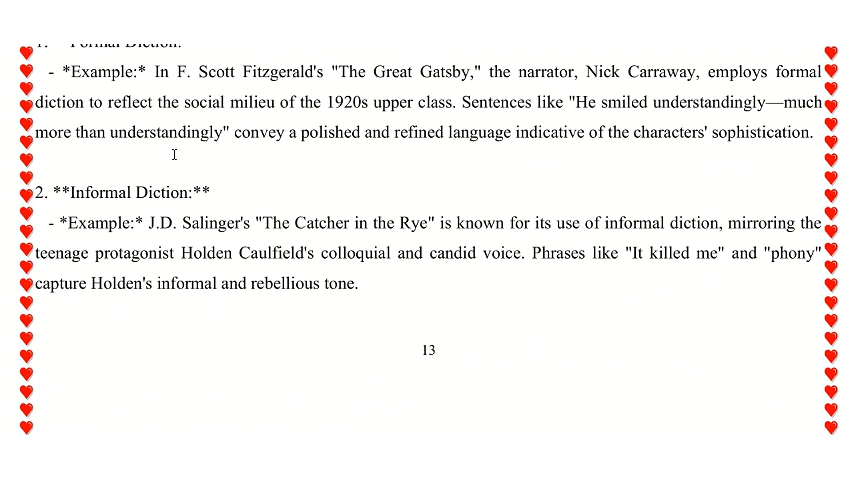 1. **Formal Diction:**
- *Example:* In F. Scott Fitzgerald's "The Great Gatsby," the narrator, Nick Carraway, employs formal
diction to reflect the social milieu of the 1920s upper class. Sentences like "He smiled understandingly—much
more than understandingly" convey a polished and refined language indicative of the characters' sophistication.
2. **Informal Diction:**
- *Example:* J.D. Salinger's "The Catcher in the Rye" is known for its use of informal diction, mirroring the
teenage protagonist Holden Caulfield's colloquial and candid voice. Phrases like "It killed me" and "phony"
capture Holden's informal and rebellious tone.
13